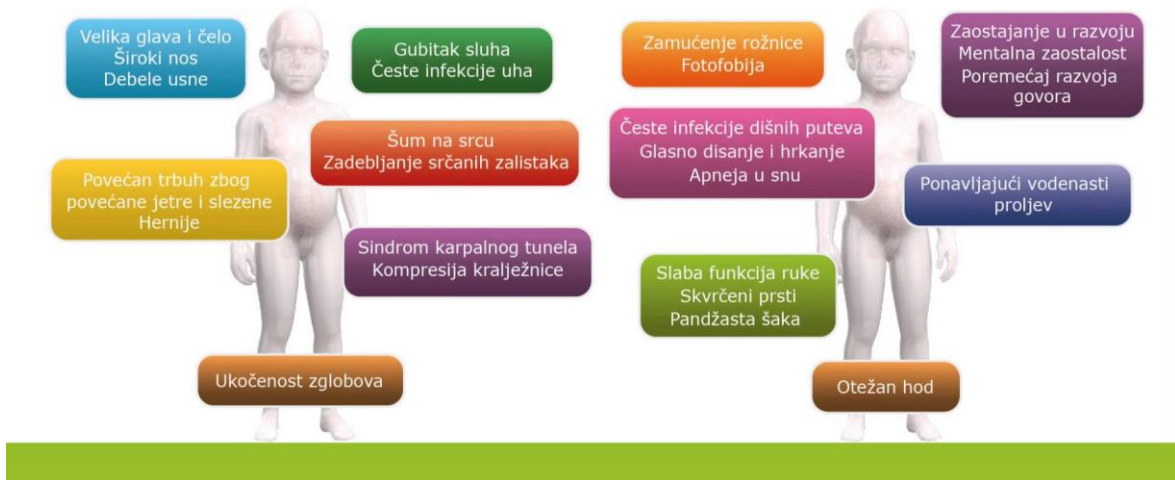 Velika glava i čelo
Široki nos
Debele usne
Gubitak sluha
Česte infekcije uha
Šum na srcu
Zadebljanje srčanih zalistaka
Povećan trbuh zbog
povećane jetre i slezene
Hernije
Sindrom karpalnog tunela
Kompresija kralježnice
Ukočenost zglobova
Zamućenje rožnice
Fotofobija
Zaostajanje u razvoju
Mentalna zaostalost
Poremećaj razvoja
govora
Česte infekcije dišnih puteva
Glasno disanje i hrkanje
Apneja u snu
Ponavljajući vodenasti
proljev
Slaba funkcija ruke
Skvrčeni prsti
Pandžasta šaka
Otežan hod